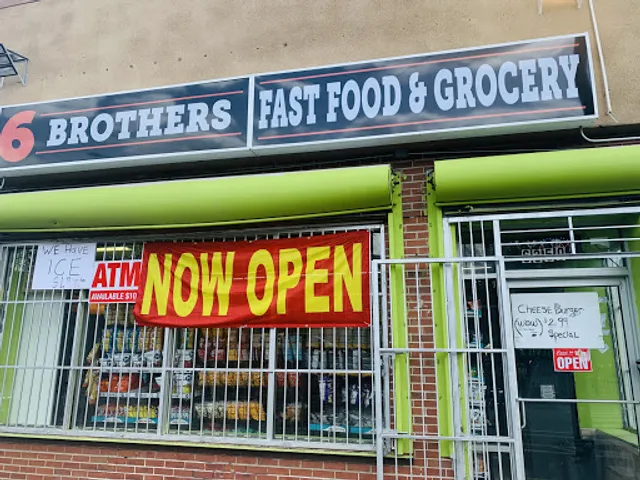 6 BROTHERS
FAST FOOD & GROCERY
WE HAVE
ICE
ATM
AVAILABLE $10
NOW OPEN
CHEESE Burger
(WOW) $2.99
Special
OPEN